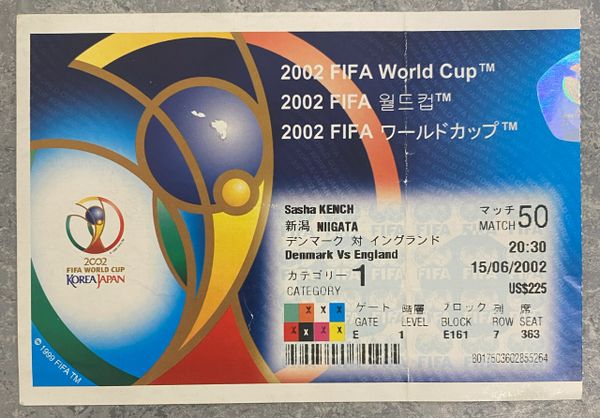 2002 FIFA World Cup™
2002 FIFA 월드컵™
2002 FIFA ワールドカップ™
Sasha KENCH
新潟 NIIGATA
デンマーク 対 イングランド
Denmark Vs England
カテゴリー 1
CATEGORY
マッチ
MATCH 50
20:30
15/06/2002
US$225
ゲート 階層 ブロック 列 席
GATE LEVEL BLOCK ROW SEAT
E 1 E161 7 363
8017503602855264
2002
FIFA WORLD CUP
KOREA JAPAN
© 1999 FIFA TM